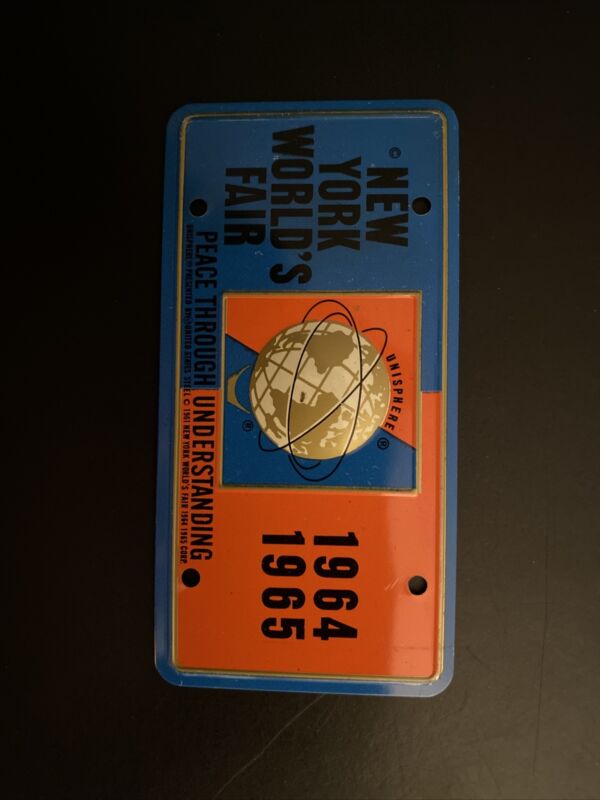 © NEW
YORK
WORLD'S
FAIR
UNISPHERE ®
®
1964
1965
PEACE THROUGH UNDERSTANDING
UNISPHERE ® PRESENTED BY UNITED STATES STEEL © 1961 NEW YORK WORLD'S FAIR 1964 1965 CORP.